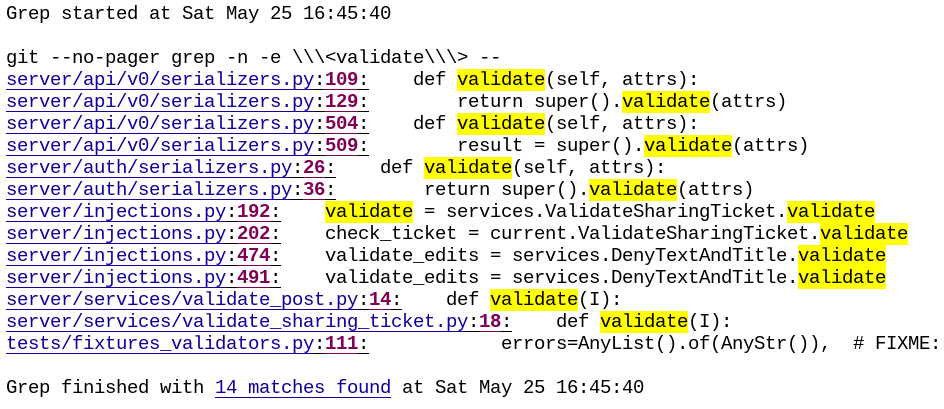 Grep started at Sat May 25 16:45:40
git --no-pager grep -n -e \\\<validate\\\> --
server/api/v0/serializers.py:109:    def validate(self, attrs):
server/api/v0/serializers.py:129:        return super().validate(attrs)
server/api/v0/serializers.py:504:    def validate(self, attrs):
server/api/v0/serializers.py:509:        result = super().validate(attrs)
server/auth/serializers.py:26:    def validate(self, attrs):
server/auth/serializers.py:36:        return super().validate(attrs)
server/injections.py:192:    validate = services.ValidateSharingTicket.validate
server/injections.py:202:    check_ticket = current.ValidateSharingTicket.validate
server/injections.py:474:    validate_edits = services.DenyTextAndTitle.validate
server/injections.py:491:    validate_edits = services.DenyTextAndTitle.validate
server/services/validate_post.py:14:    def validate(I):
server/services/validate_sharing_ticket.py:18:    def validate(I):
tests/fixtures_validators.py:111:            errors=AnyList().of(AnyStr()),  # FIXME:
Grep finished with 14 matches found at Sat May 25 16:45:40